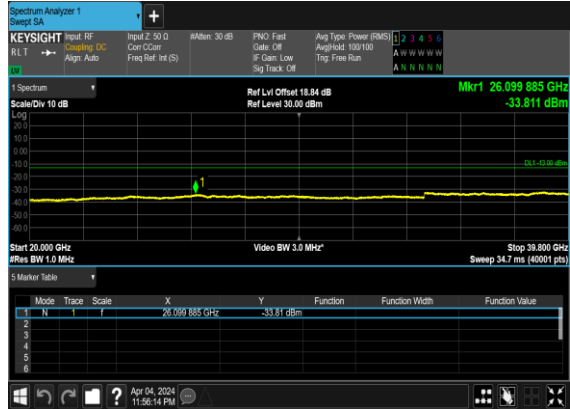 Spectrum Analyzer 1
Swept SA
+
KEYSIGHT Input: RF Input Z: 50 Ω #Atten: 30 dB PNO: Fast Avg Type: Power (RMS) 1 2 3 4 5 6
RLT Coupling: DC Corr CCorr Gate: Off Avg|Hold: 100/100 A W W W W W
Align: Auto Freq Ref: Int (S) IF Gain: Low Trig: Free Run
Sig Track: Off A N N N N N
1 Spectrum Ref Lvl Offset 18.84 dB Mkr1 26.099 885 GHz
Scale/Div 10 dB Ref Level 30.00 dBm -33.811 dBm
Log
20.0
10.0
0.00
-10.0
DL1 -13.00 dBm
-20.0
1
-30.0
-40.0
-50.0
-60.0
Start 20.000 GHz Video BW 3.0 MHz* Stop 39.800 GHz
#Res BW 1.0 MHz Sweep 34.7 ms (40001 pts)
5 Marker Table
Mode Trace Scale X Y Function Function Width Function Value
1 N 1 f 26.099 885 GHz -33.81 dBm
2
3
4
5
6
? Apr 04, 2024
11:56:14 PM